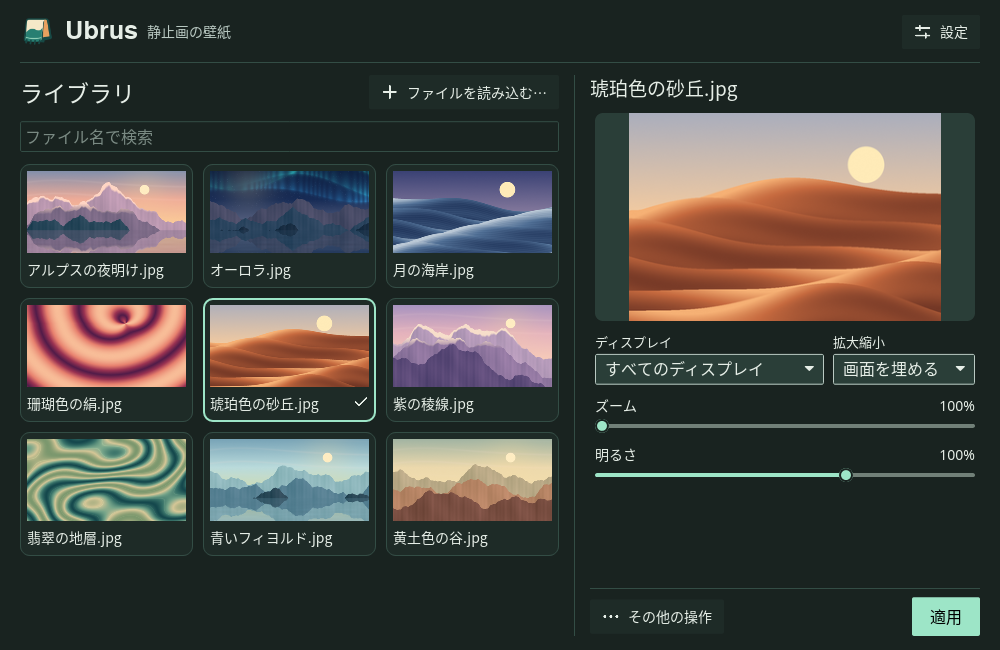 Ubrus 静止画の壁紙
設定
ライブラリ
ファイルを読み込む…
ファイル名で検索
アルプスの夜明け.jpg
オーロラ.jpg
月の海岸.jpg
珊瑚色の絹.jpg
琥珀色の砂丘.jpg
紫の稜線.jpg
翡翠の地層.jpg
青いフィヨルド.jpg
黄土色の谷.jpg
琥珀色の砂丘.jpg
ディスプレイ
拡大縮小
すべてのディスプレイ
画面を埋める
ズーム 100%
明るさ 100%
その他の操作
適用